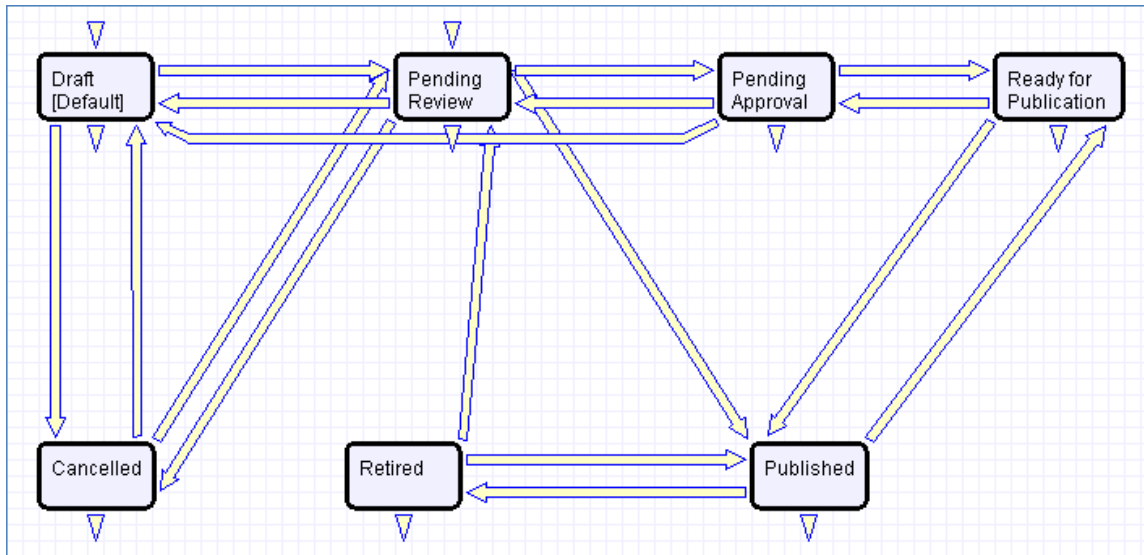 Draft
[Default]
Pending
Review
Pending
Approval
Ready for
Publication
Cancelled
Retired
Published